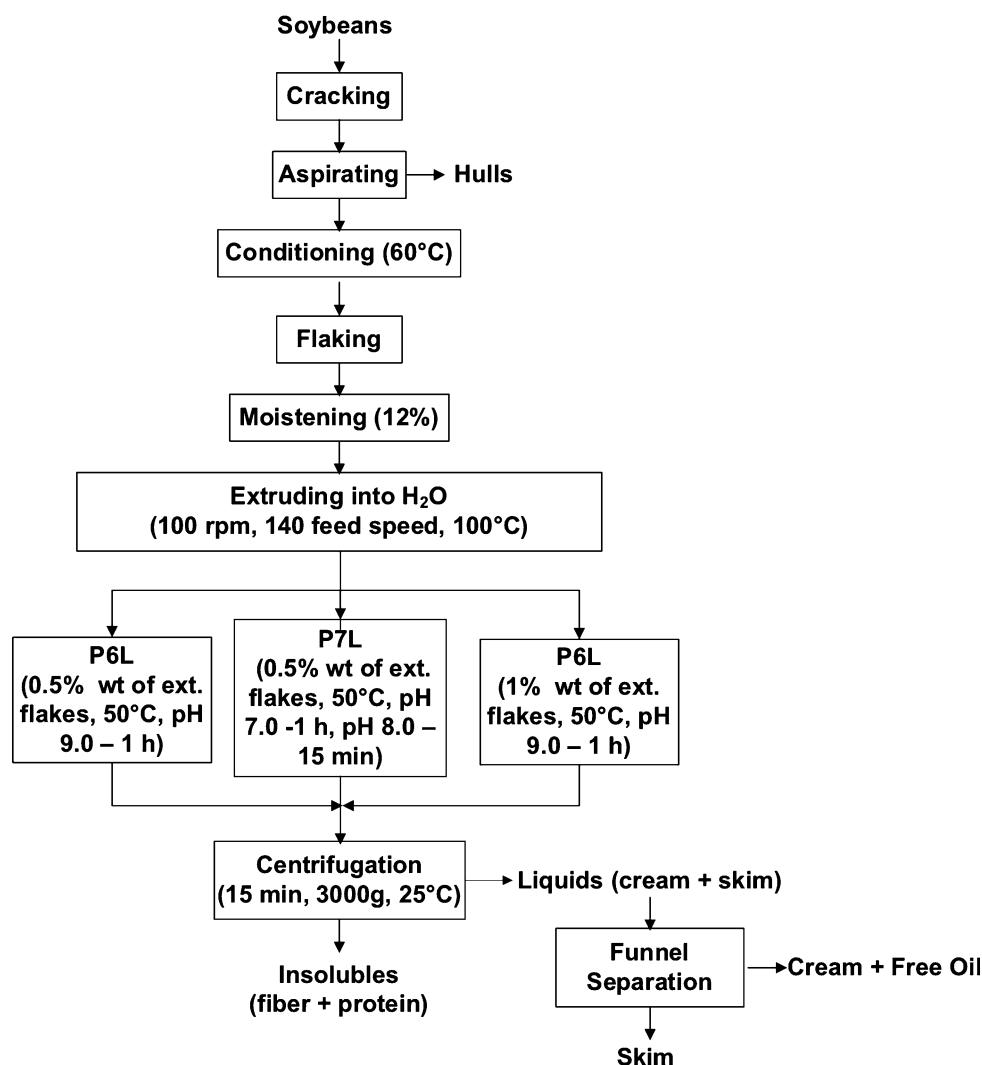 Soybeans
Cracking
Aspirating
Hulls
Conditioning (60°C)
Flaking
Moistening (12%)
Extruding into H₂O
(100 rpm, 140 feed speed, 100°C)
P6L
(0.5% wt of ext.
flakes, 50°C, pH
9.0 – 1 h)
P7L
(0.5% wt of ext.
flakes, 50°C, pH
7.0 -1 h, pH 8.0 –
15 min)
P6L
(1% wt of ext.
flakes, 50°C, pH
9.0 – 1 h)
Centrifugation
(15 min, 3000g, 25°C)
Liquids (cream + skim)
Insolubles
(fiber + protein)
Funnel
Separation
Cream + Free Oil
Skim